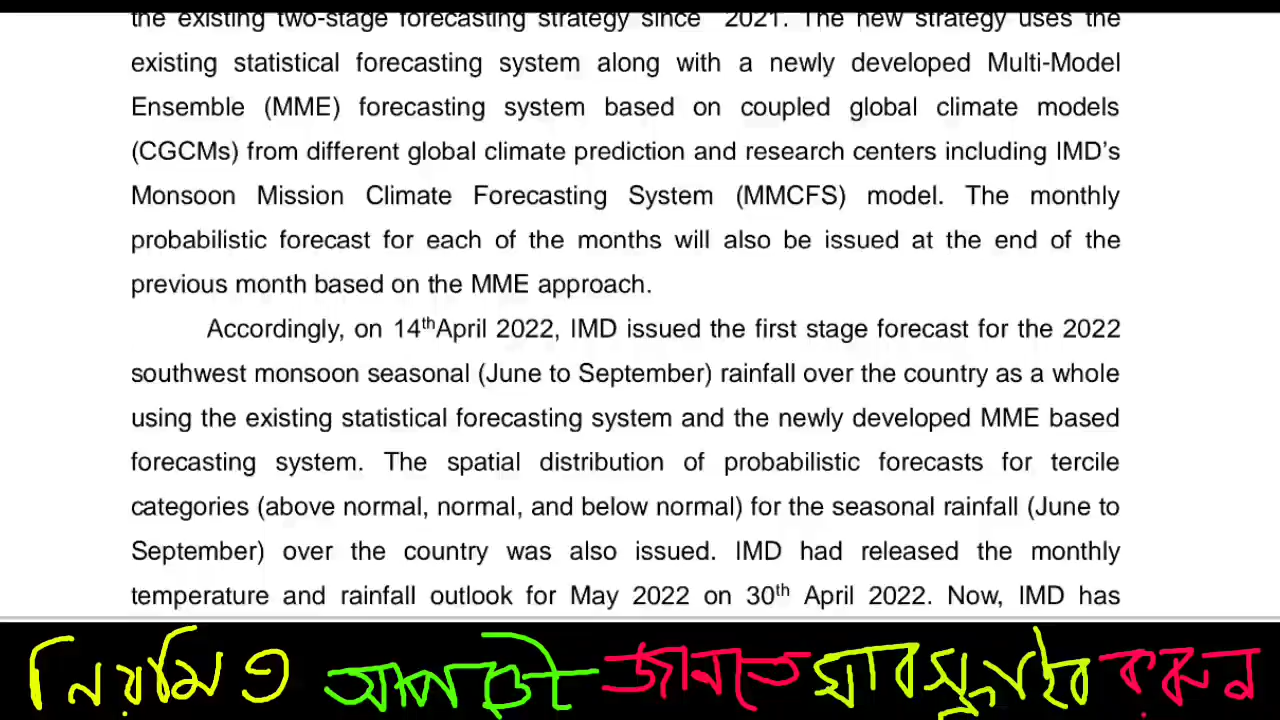 the existing two-stage forecasting strategy since 2021. The new strategy uses the
existing statistical forecasting system along with a newly developed Multi-Model
Ensemble (MME) forecasting system based on coupled global climate models
(CGCMs) from different global climate prediction and research centers including IMD’s
Monsoon Mission Climate Forecasting System (MMCFS) model. The monthly
probabilistic forecast for each of the months will also be issued at the end of the
previous month based on the MME approach.
Accordingly, on 14thApril 2022, IMD issued the first stage forecast for the 2022
southwest monsoon seasonal (June to September) rainfall over the country as a whole
using the existing statistical forecasting system and the newly developed MME based
forecasting system. The spatial distribution of probabilistic forecasts for tercile
categories (above normal, normal, and below normal) for the seasonal rainfall (June to
September) over the country was also issued. IMD had released the monthly
temperature and rainfall outlook for May 2022 on 30th April 2022. Now, IMD has
নিয়মিত জানতে করুন